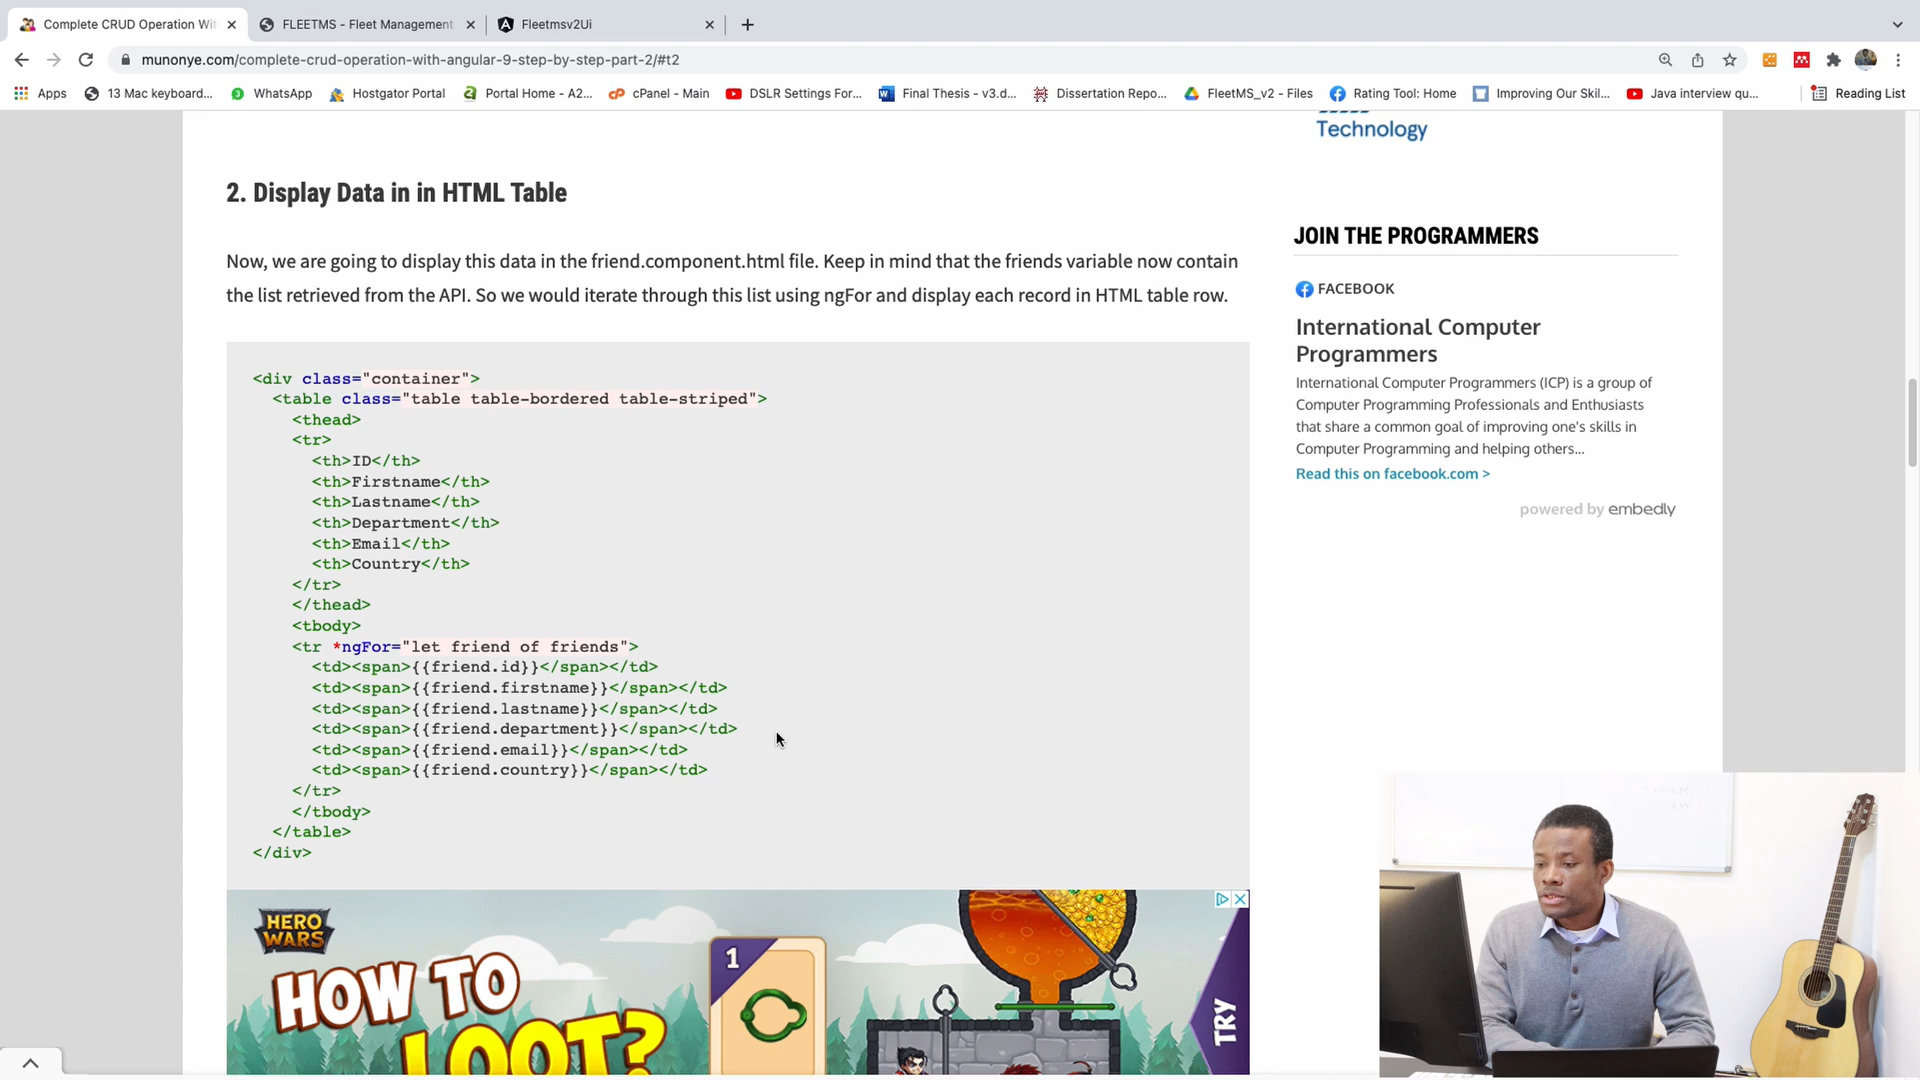 Complete CRUD Operation Wit
FLEETMS - Fleet Management
Fleetmsv2Ui
munonye.com/complete-crud-operation-with-angular-9-step-by-step-part-2/#t2
Apps
13 Mac keyboard...
WhatsApp
Hostgator Portal
Portal Home - A2...
cPanel - Main
DSLR Settings For...
Final Thesis - v3.d...
Dissertation Repo...
FleetMS_v2 - Files
Rating Tool: Home
Improving Our Skil...
Java interview qu...
Reading List
Technology
2. Display Data in in HTML Table
Now, we are going to display this data in the friend.component.html file. Keep in mind that the friends variable now contain
the list retrieved from the API. So we would iterate through this list using ngFor and display each record in HTML table row.
<div class="container">
<table class="table table-bordered table-striped">
<thead>
<tr>
<th>ID</th>
<th>Firstname</th>
<th>Lastname</th>
<th>Department</th>
<th>Email</th>
<th>Country</th>
</tr>
</thead>
<tbody>
<tr *ngFor="let friend of friends">
<td><span>{{friend.id}}</span></td>
<td><span>{{friend.firstname}}</span></td>
<td><span>{{friend.lastname}}</span></td>
<td><span>{{friend.department}}</span></td>
<td><span>{{friend.email}}</span></td>
<td><span>{{friend.country}}</span></td>
</tr>
</tbody>
</table>
</div>
JOIN THE PROGRAMMERS
FACEBOOK
International Computer
Programmers
International Computer Programmers (ICP) is a group of
Computer Programming Professionals and Enthusiasts
that share a common goal of improving one's skills in
Computer Programming and helping others...
Read this on facebook.com >
powered by embedly
HERO
WARS
HOW TO
LOOT?
1
TRY